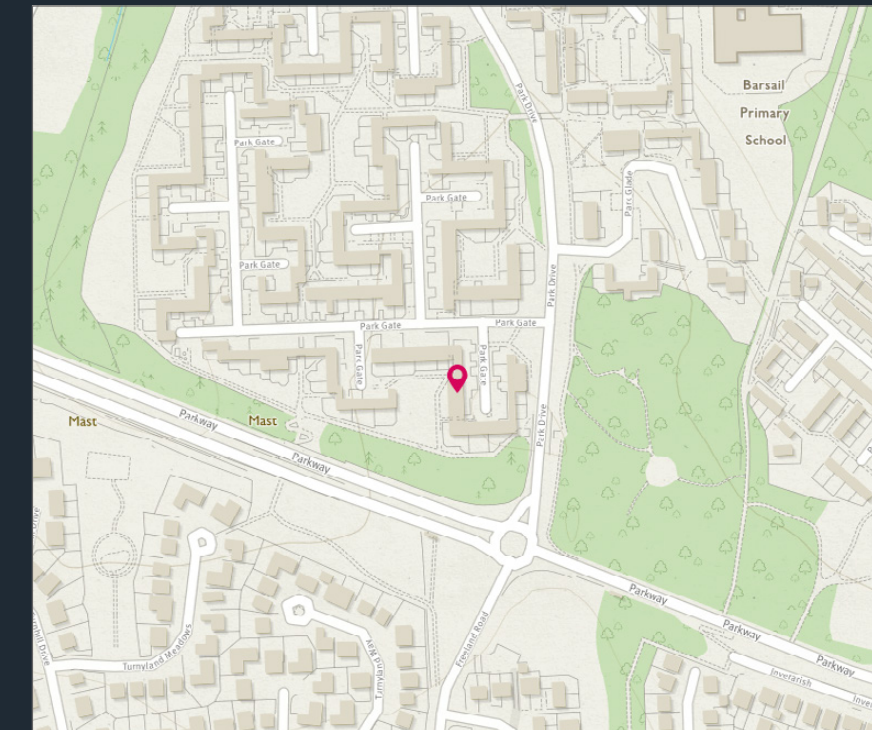 Barsail
Primary
School
Park Drive
Park Gate
Park Glade
Park Gate
Park Gate
Park Drive
Park Gate
Park Gate
Park Gate
Park Gate
Mast
Parkway
Mast
Park Drive
Parkway
Parkway
Parkway
Parkway
Freeland Road
Turnyland Meadows
Turnyland Way
Inverarish